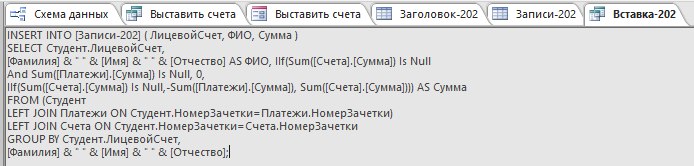 Схема данных
Выставить счета
Выставить счета
Заголовок-202
Записи-202
Вставка-202
INSERT INTO [Записи-202] ( ЛицевойСчет, ФИО, Сумма )
SELECT Студент.ЛицевойСчет,
[Фамилия] & " " & [Имя] & " " & [Отчество] AS ФИО, IIf(Sum([Счета].[Сумма]) Is Null
And Sum([Платежи].[Сумма]) Is Null, 0,
IIf(Sum([Счета].[Сумма]) Is Null,-Sum([Платежи].[Сумма]), Sum([Счета].[Сумма]))) AS Сумма
FROM (Студент
LEFT JOIN Платежи ON Студент.НомерЗачетки=Платежи.НомерЗачетки)
LEFT JOIN Счета ON Студент.НомерЗачетки=Счета.НомерЗачетки
GROUP BY Студент.ЛицевойСчет,
[Фамилия] & " " & [Имя] & " " & [Отчество];